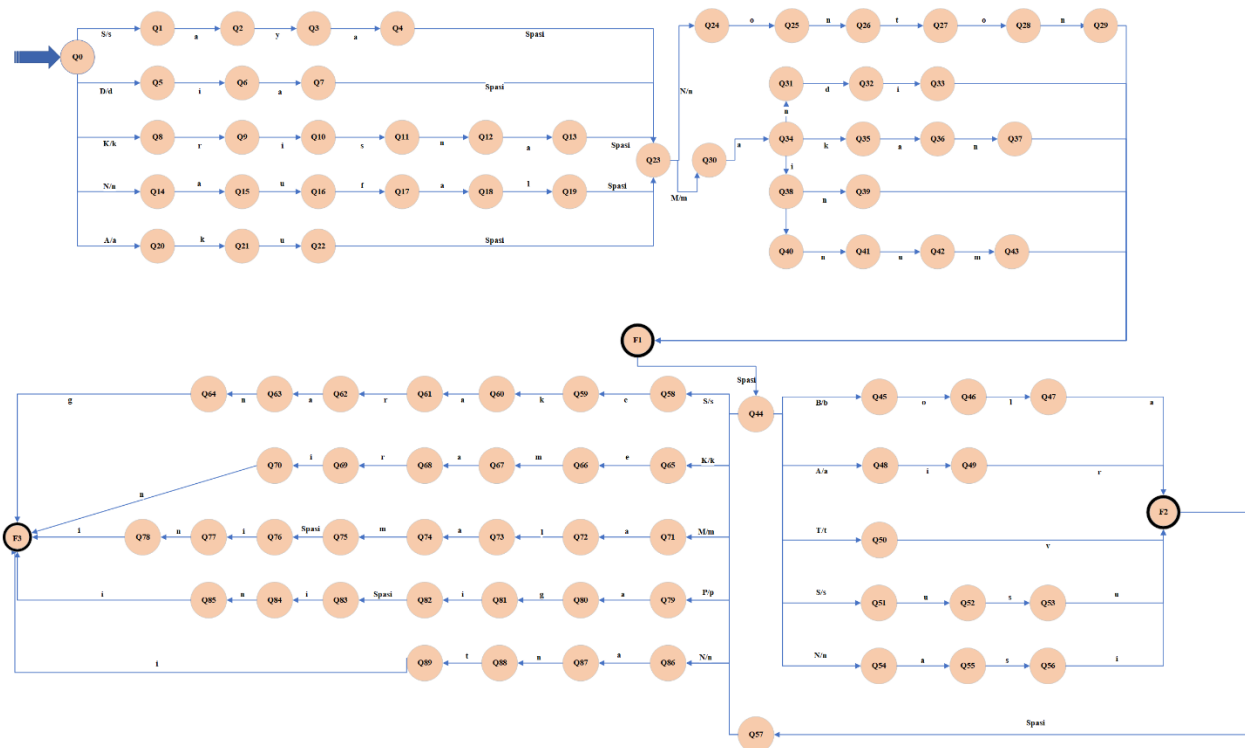 Q0 S/s Q1 a Q2 y Q3 a Q4 Spasi
D/d Q5 i Q6 a Q7 Spasi
K/k Q8 r Q9 i Q10 s Q11 n Q12 a Q13 Spasi
N/n Q14 a Q15 u Q16 f Q17 a Q18 l Q19 Spasi
A/a Q20 k Q21 u Q22 Spasi
Q23
N/n Q24 o Q25 n Q26 t Q27 o Q28 n Q29
M/m Q30 a Q34
n Q31 d Q32 i Q33
k Q35 a Q36 n Q37
i Q38 n Q39
Q40 n Q41 u Q42 m Q43
F1
Spasi
Q44
B/b Q45 o Q46 l Q47 a
A/a Q48 i Q49 r
T/t Q50 v
S/s Q51 u Q52 s Q53 u
N/n Q54 a Q55 s Q56 i
F2
Spasi
Q57
g Q64 n Q63 a Q62 r Q61 a Q60 k Q59 c Q58 S/s
n Q70 i Q69 r Q68 a Q67 m Q66 e Q65 K/k
F3 i Q78 n Q77 i Q76 Spasi Q75 m Q74 a Q73 l Q72 a Q71 M/m
i Q85 n Q84 i Q83 Spasi Q82 i Q81 g Q80 a Q79 P/p
i Q89 t Q88 n Q87 a Q86 N/n